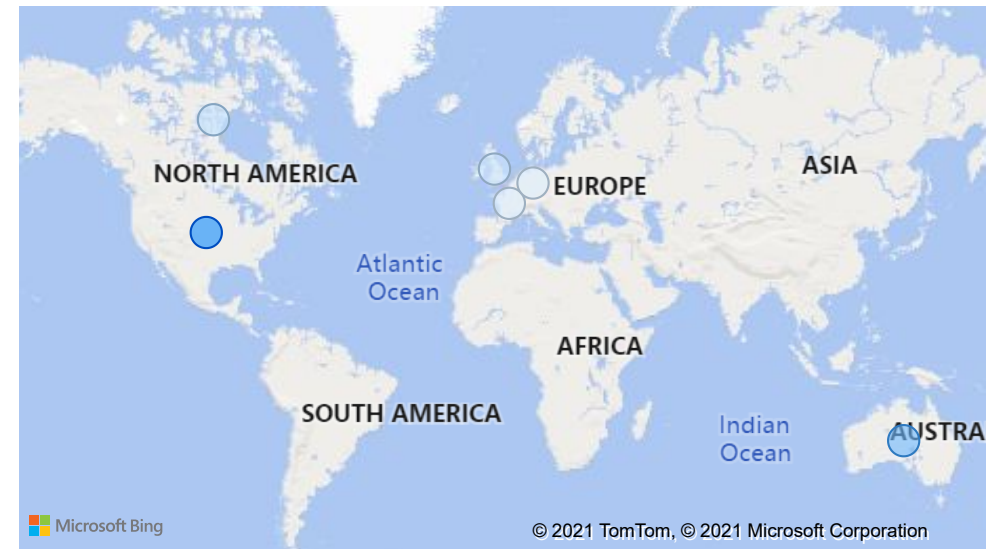 NORTH AMERICA
ASIA
EUROPE
Atlantic
Ocean
AFRICA
SOUTH AMERICA
Indian
Ocean
AUSTRA
Microsoft Bing
© 2021 TomTom, © 2021 Microsoft Corporation